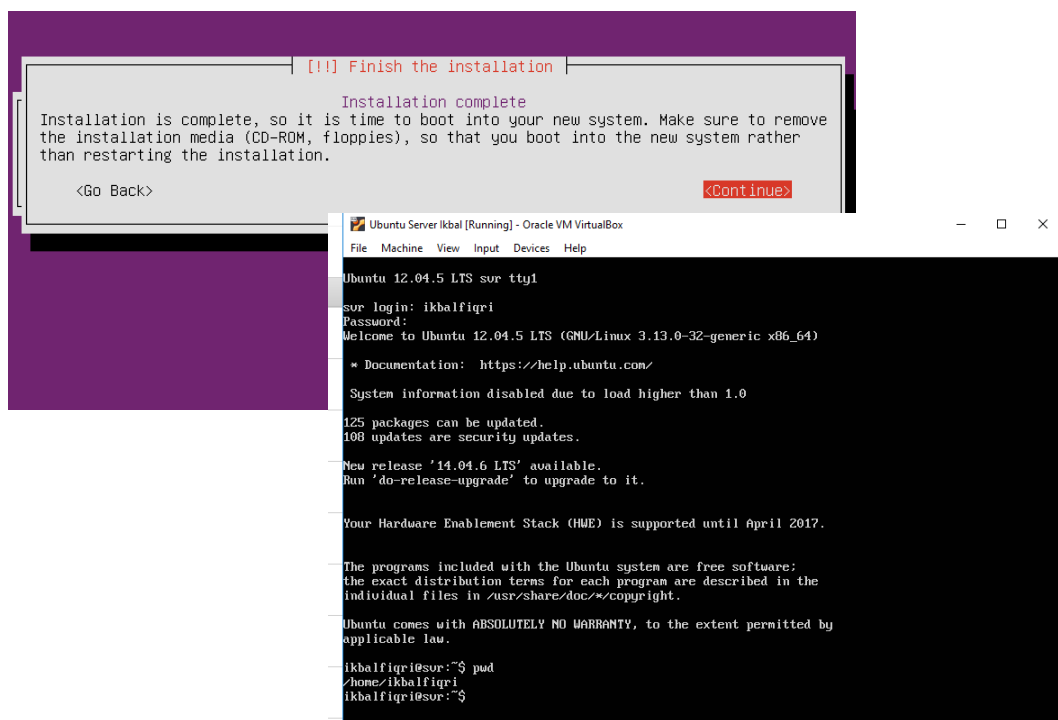 [!!] Finish the installation
Installation complete
Installation is complete, so it is time to boot into your new system. Make sure to remove
the installation media (CD-ROM, floppies), so that you boot into the new system rather
than restarting the installation.
<Go Back> <Continue>
Ubuntu Server Ikbal [Running] - Oracle VM VirtualBox
File Machine View Input Devices Help
Ubuntu 12.04.5 LTS svr tty1
svr login: ikbalfiqri
Password:
Welcome to Ubuntu 12.04.5 LTS (GNU/Linux 3.13.0-32-generic x86_64)
* Documentation: https://help.ubuntu.com/
System information disabled due to load higher than 1.0
125 packages can be updated.
108 updates are security updates.
New release '14.04.6 LTS' available.
Run 'do-release-upgrade' to upgrade to it.
Your Hardware Enablement Stack (HWE) is supported until April 2017.
The programs included with the Ubuntu system are free software;
the exact distribution terms for each program are described in the
individual files in /usr/share/doc/*/copyright.
Ubuntu comes with ABSOLUTELY NO WARRANTY, to the extent permitted by
applicable law.
ikbalfiqri@svr:~$ pwd
/home/ikbalfiqri
ikbalfiqri@svr:~$